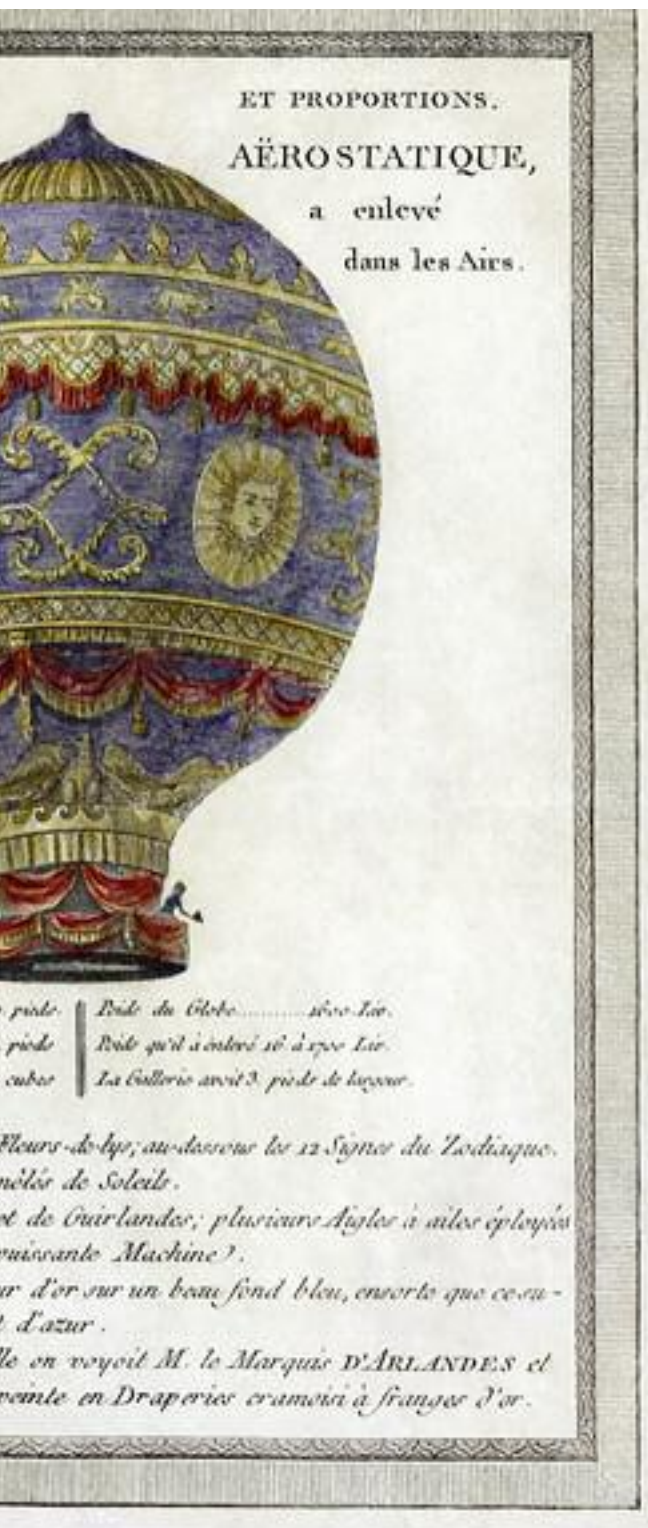 ET PROPORTIONS.
AËROSTATIQUE,
a enlevé
dans les Airs.
pieds. Poids du Globe..........1600 Liv.
pieds Poids qu'il à enlevé 16 à 1700 Liv.
cubes La Gallerie avoit 3. pieds de largeur.
Fleurs-de-lys; au-dessous les 12 Signes du Zodiaque.
mêlés de Soleils.
et de Guirlandes; plusieurs Aigles à ailes éployées
puissante Machine).
ur d'or sur un beau fond bleu, ensorte que ce su-
t d'azur.
lle on voyoit M. le Marquis D'ARLANDES et
peinte en Draperies cramoisi à franges d'or.